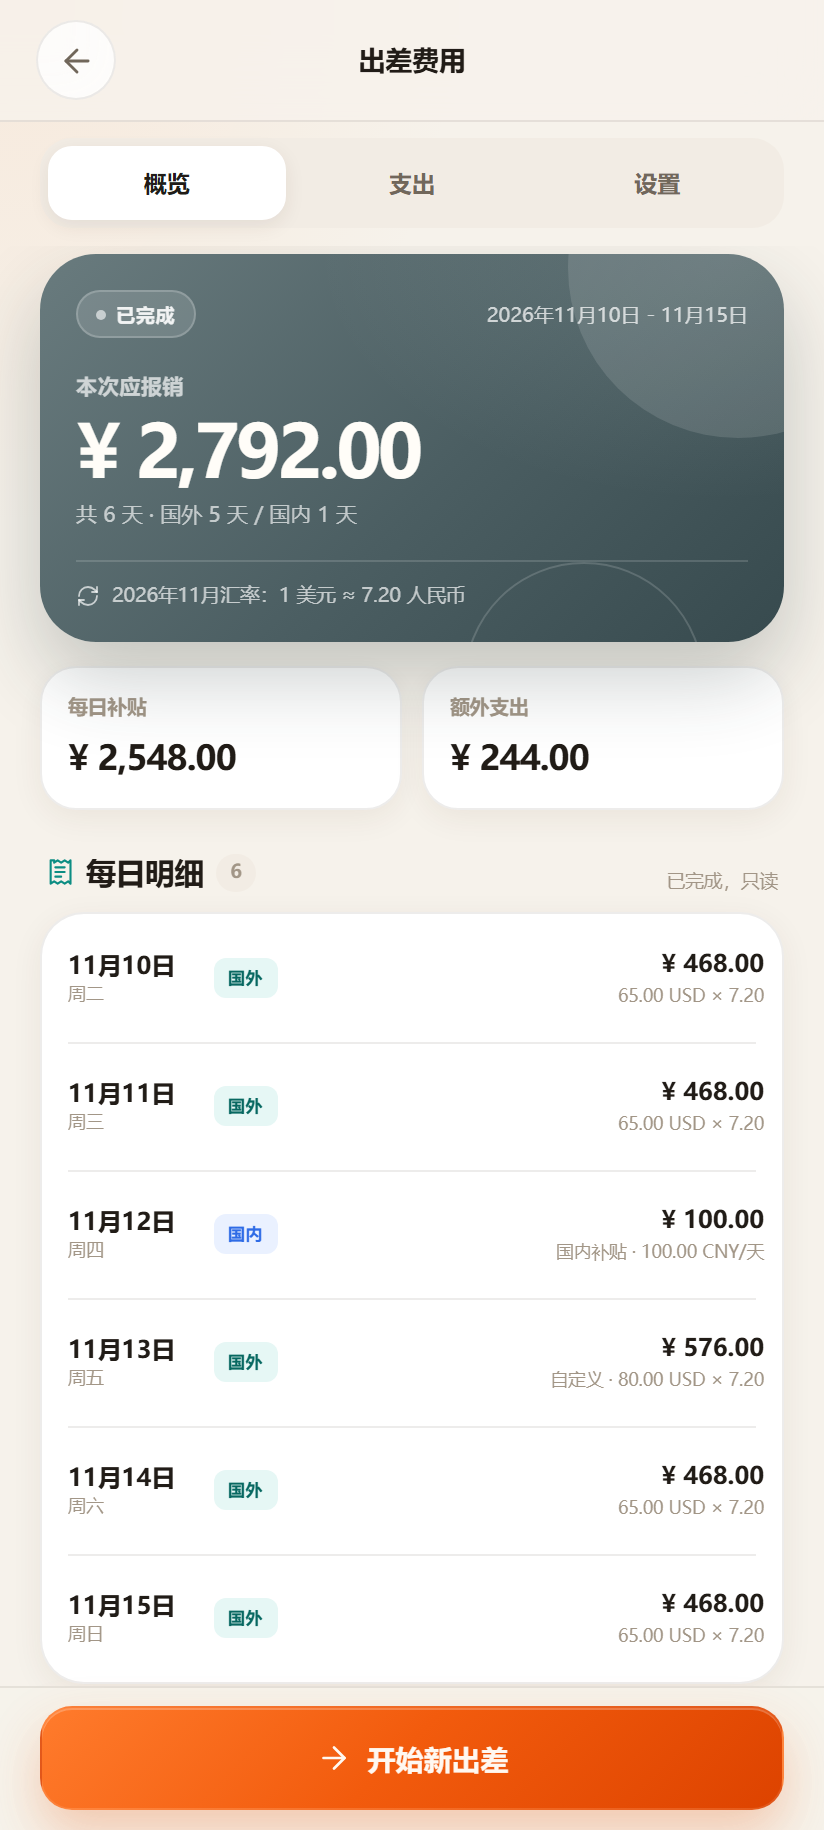 出差费用
概览
支出
设置
已完成
2026年11月10日 - 11月15日
本次应报销
¥ 2,792.00
共 6 天 · 国外 5 天 / 国内 1 天
2026年11月汇率：1 美元 ≈ 7.20 人民币
每日补贴
¥ 2,548.00
额外支出
¥ 244.00
每日明细 6
已完成，只读
11月10日
周二
国外
¥ 468.00
65.00 USD × 7.20
11月11日
周三
国外
¥ 468.00
65.00 USD × 7.20
11月12日
周四
国内
¥ 100.00
国内补贴 · 100.00 CNY/天
11月13日
周五
国外
¥ 576.00
自定义 · 80.00 USD × 7.20
11月14日
周六
国外
¥ 468.00
65.00 USD × 7.20
11月15日
周日
国外
¥ 468.00
65.00 USD × 7.20
开始新出差